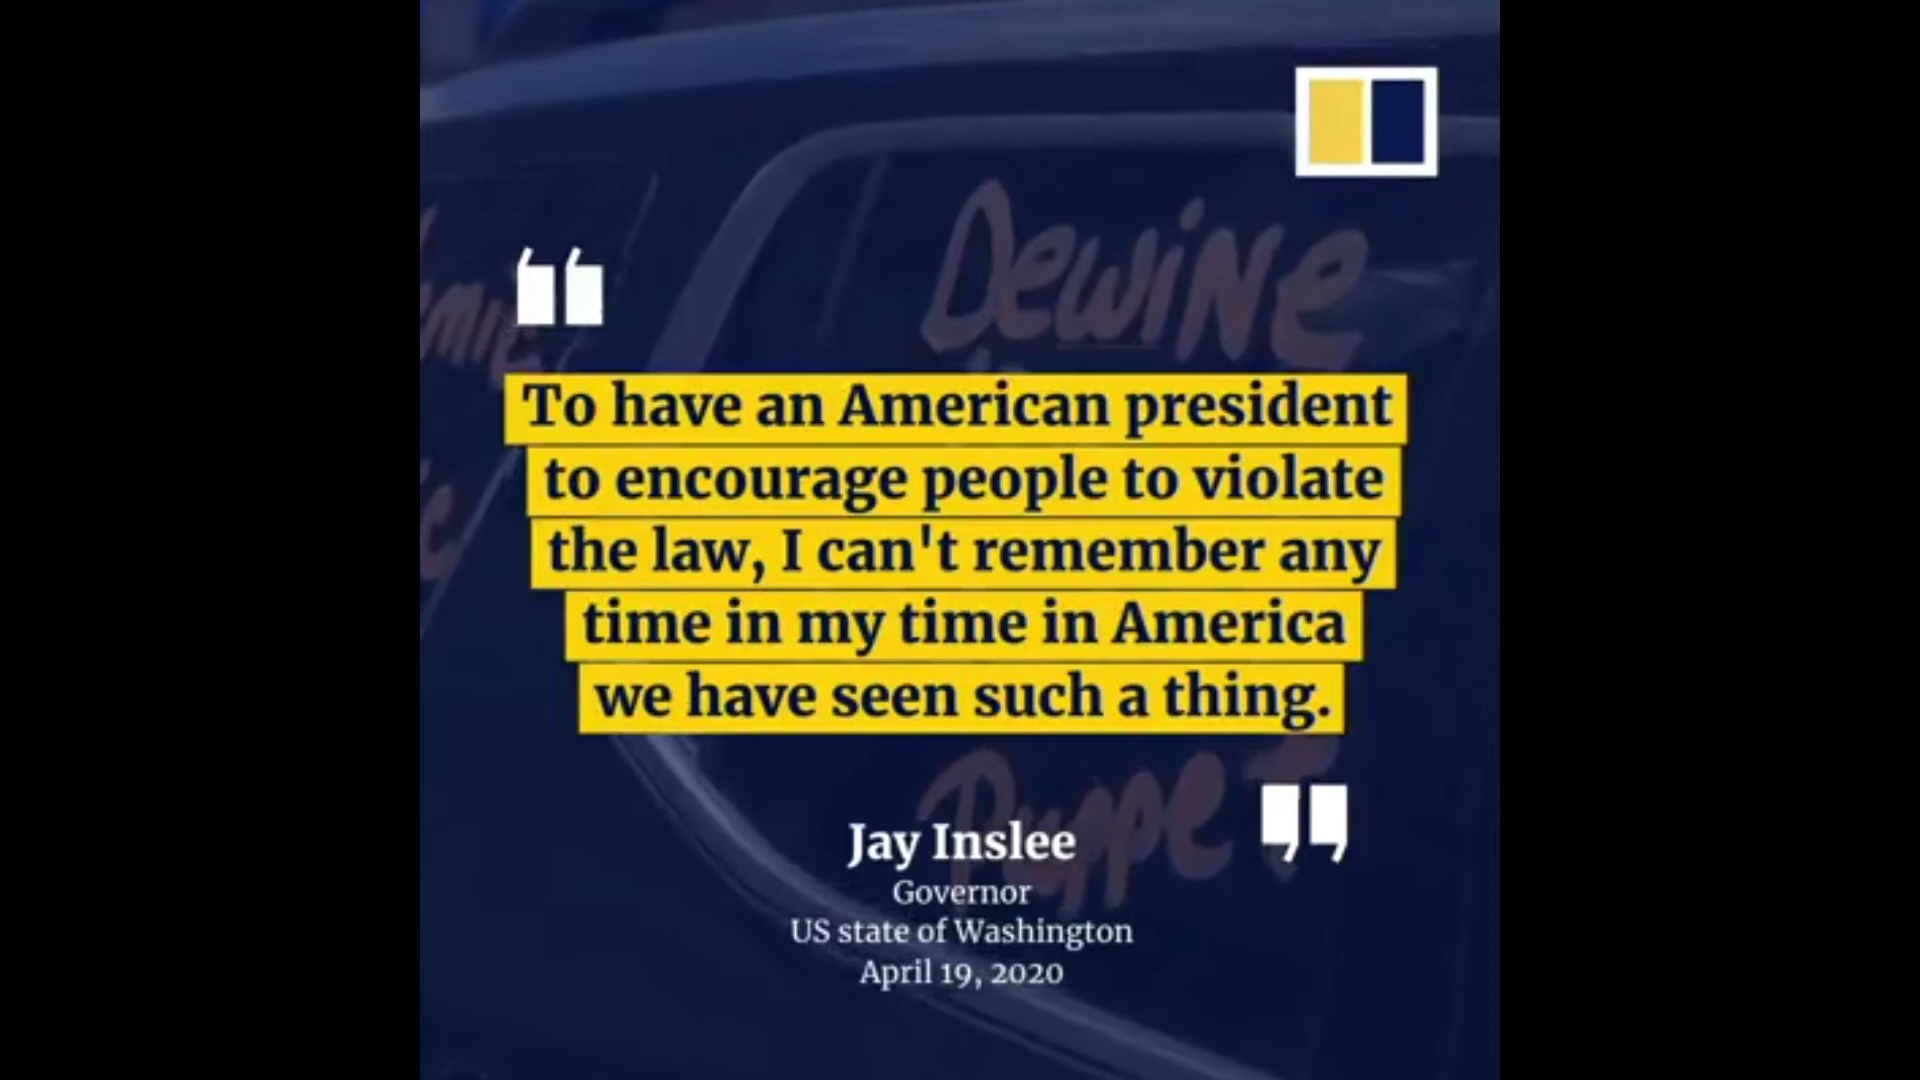 Dewine
To have an American president
to encourage people to violate
the law, I can't remember any
time in my time in America
we have seen such a thing.
Puppet
Jay Inslee
Governor
US state of Washington
April 19, 2020